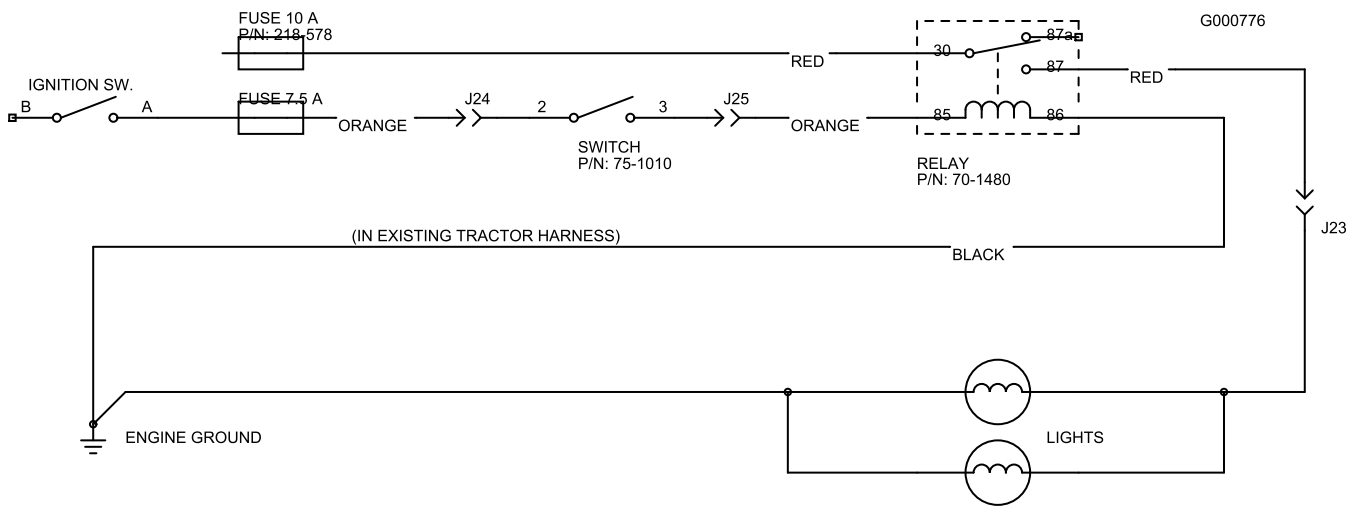 FUSE 10 A
P/N: 218-578
G000776
30
87a
RED
87
RED
IGNITION SW.
B
A
FUSE 7.5 A
ORANGE
J24
2
3
J25
ORANGE
85
86
SWITCH
P/N: 75-1010
RELAY
P/N: 70-1480
J23
(IN EXISTING TRACTOR HARNESS)
BLACK
ENGINE GROUND
LIGHTS